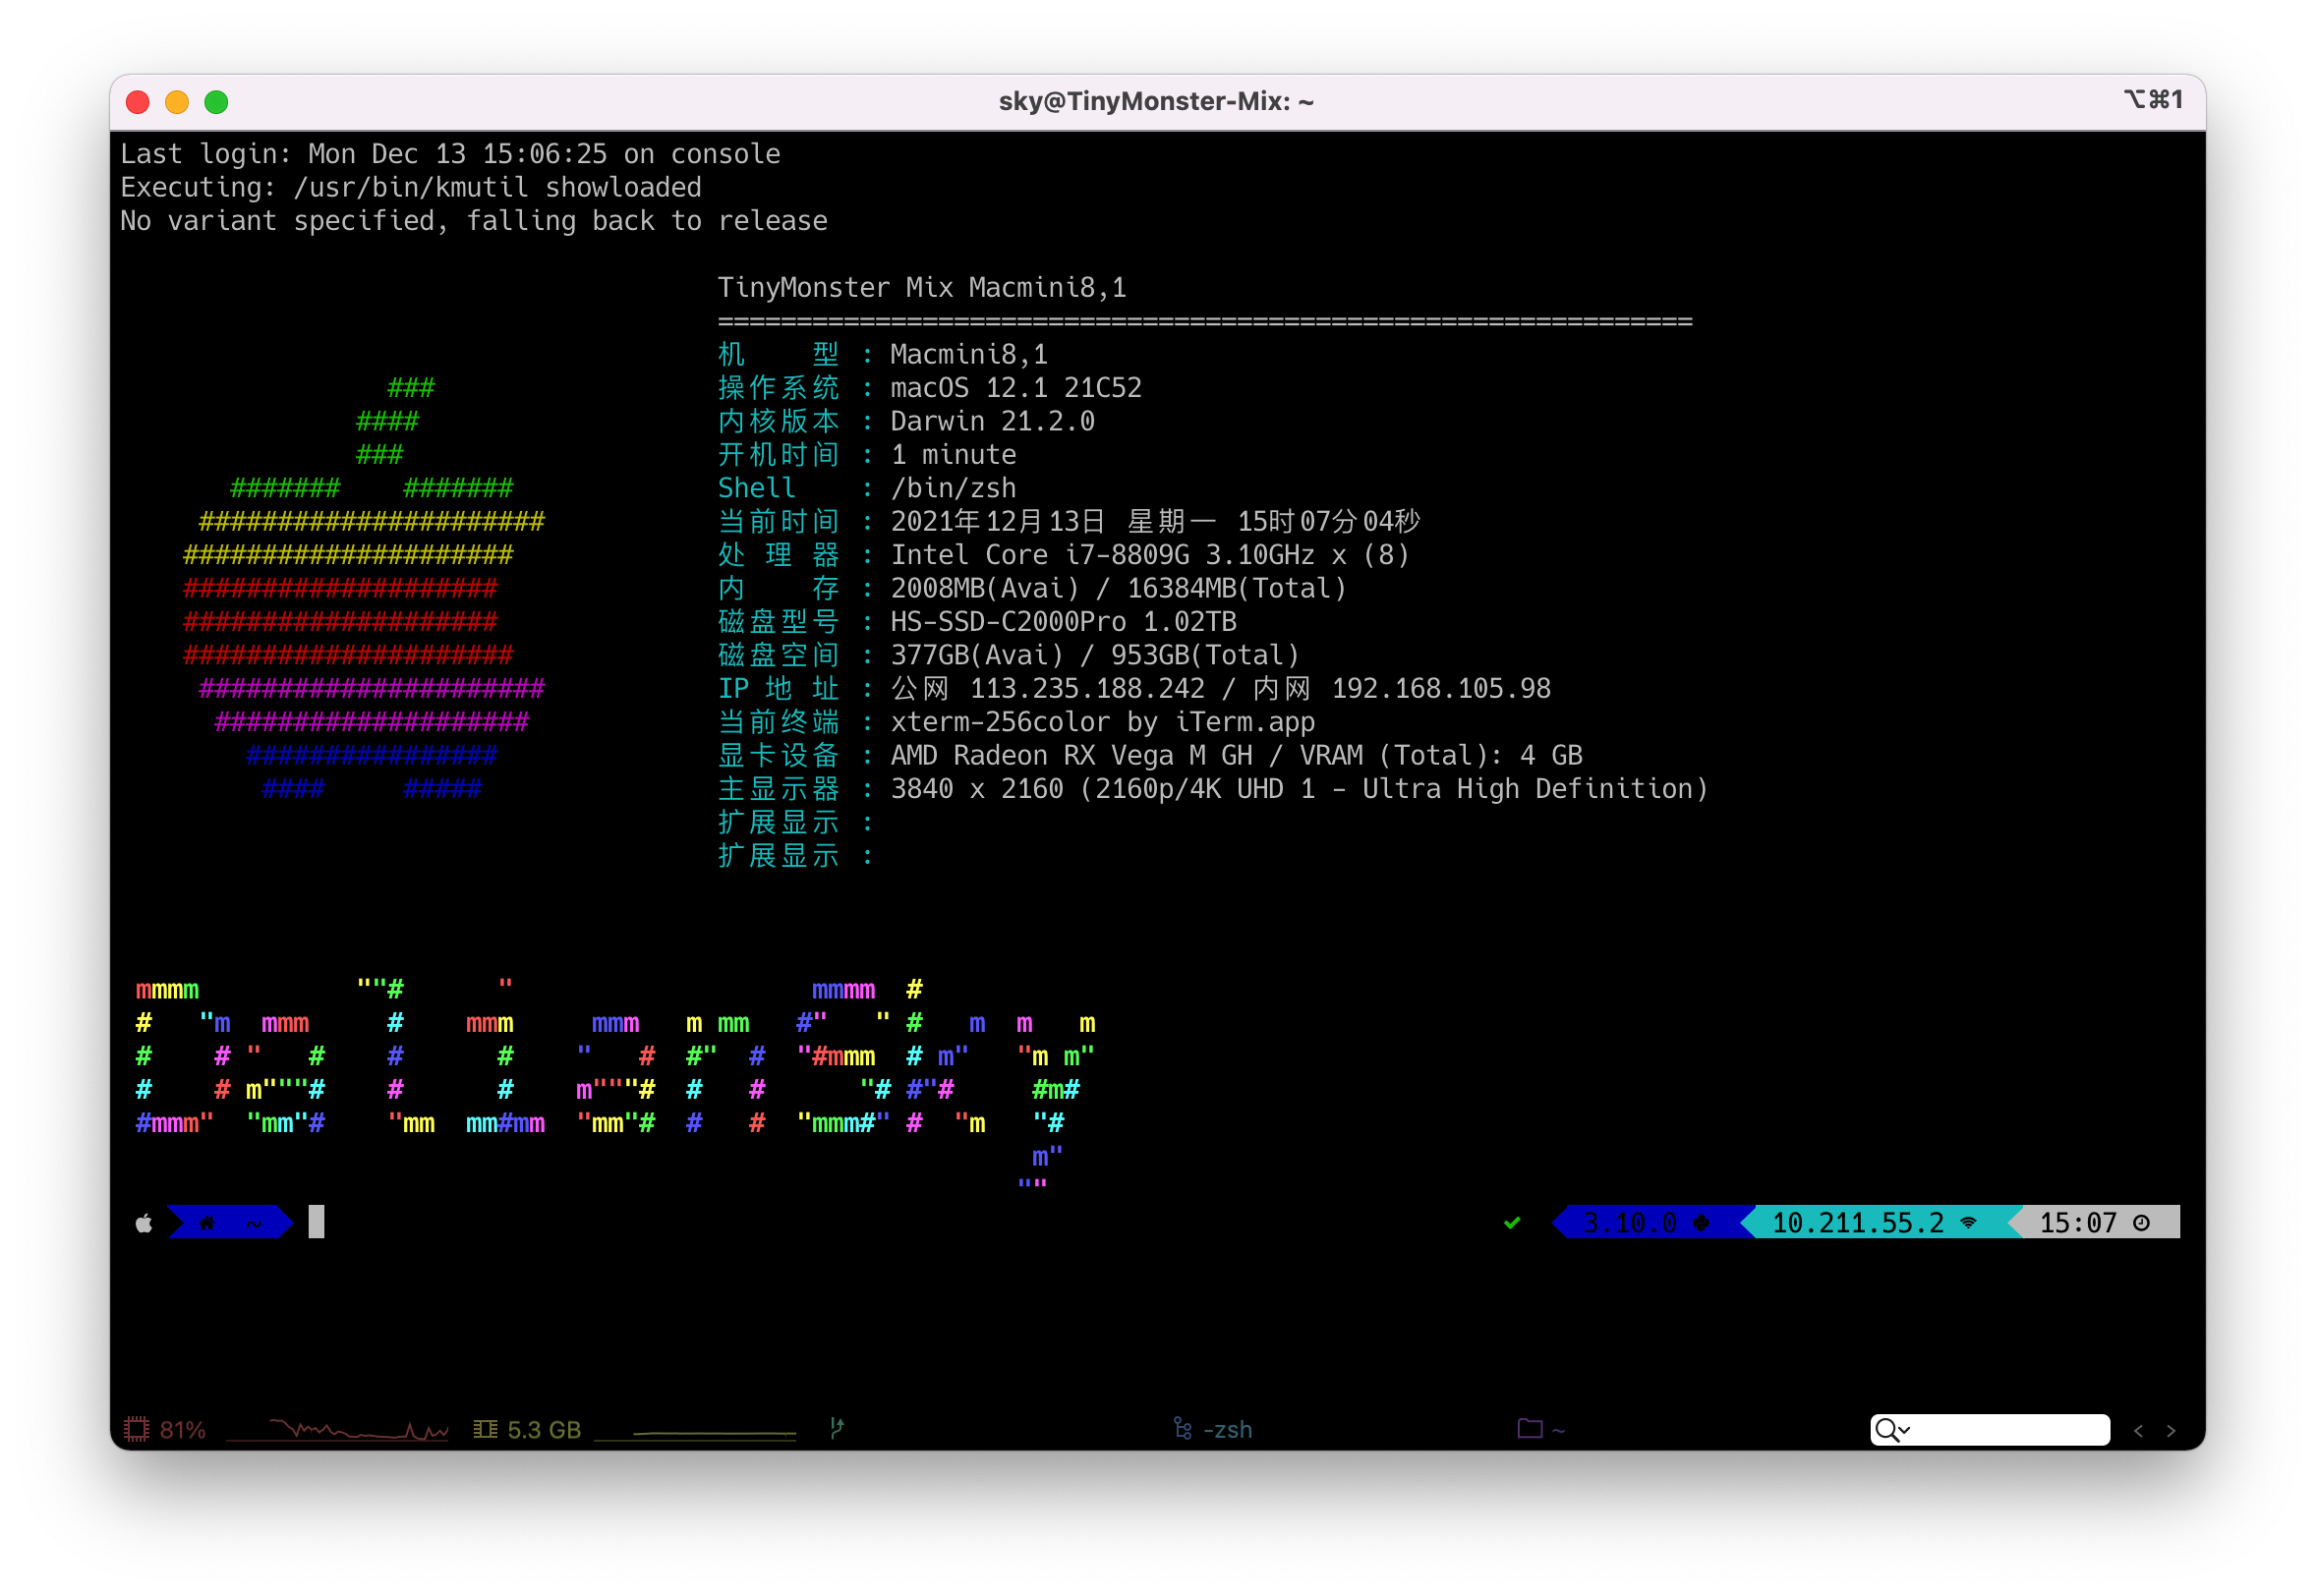 sky@TinyMonster-Mix: ~
⌥⌘1
Last login: Mon Dec 13 15:06:25 on console
Executing: /usr/bin/kmutil showloaded
No variant specified, falling back to release
TinyMonster Mix Macmini8,1
==============================================================
机 型 : Macmini8,1
操作系统 : macOS 12.1 21C52
内核版本 : Darwin 21.2.0
开机时间 : 1 minute
Shell : /bin/zsh
当前时间 : 2021年12月13日 星期一 15时07分04秒
处 理 器 : Intel Core i7-8809G 3.10GHz x (8)
内 存 : 2008MB(Avai) / 16384MB(Total)
磁盘型号 : HS-SSD-C2000Pro 1.02TB
磁盘空间 : 377GB(Avai) / 953GB(Total)
IP 地 址 : 公网 113.235.188.242 / 内网 192.168.105.98
当前终端 : xterm-256color by iTerm.app
显卡设备 : AMD Radeon RX Vega M GH / VRAM (Total): 4 GB
主显示器 : 3840 x 2160 (2160p/4K UHD 1 - Ultra High Definition)
扩展显示 :
扩展显示 :
DalianSky
~ 3.10.0 10.211.55.2 15:07
81% 5.3 GB -zsh ~